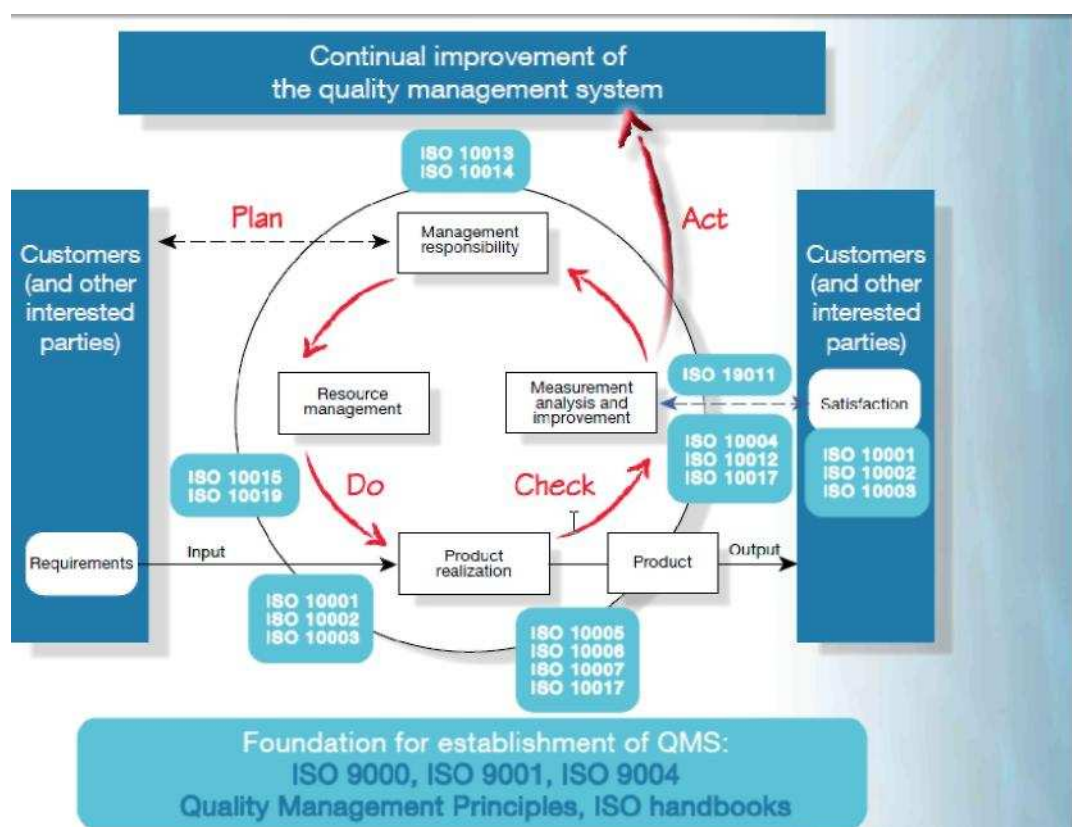 Continual improvement of
the quality management system
ISO 10013
ISO 10014
Plan
Act
Management
responsibility
Customers
(and other
interested
parties)
Customers
(and other
interested
parties)
Resource
management
Measurement
analysis and
improvement
ISO 19011
Satisfaction
ISO 10004
ISO 10012
ISO 10017
ISO 10001
ISO 10002
ISO 10003
ISO 10015
ISO 10019
Do
Check
Requirements
Input
Product
realization
Product
Output
ISO 10001
ISO 10002
ISO 10003
ISO 10005
ISO 10006
ISO 10007
ISO 10017
Foundation for establishment of QMS:
ISO 9000, ISO 9001, ISO 9004
Quality Management Principles, ISO handbooks